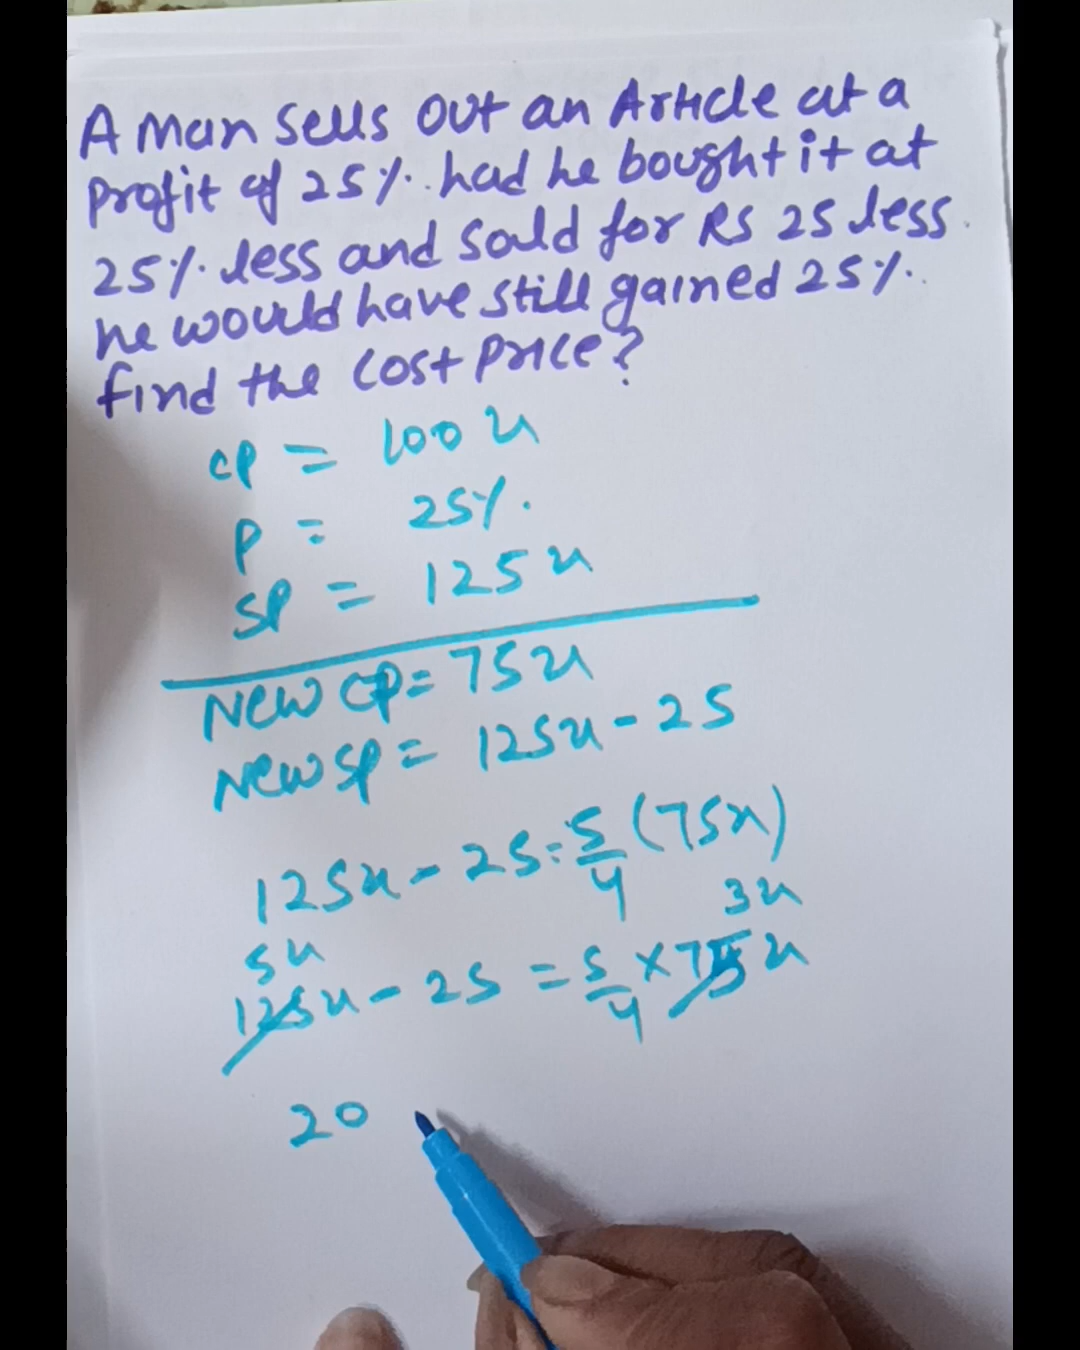 A man sells out an Article at a
profit of 25%. had he bought it at
25% less and sold for Rs 25 less.
he would have still gained 25%.
find the cost price?
CP = 100x
P = 25%.
SP = 125x
New CP = 75x
New SP = 125x - 25
125x - 25 = 5/4 (75x)
5x 3x
125x - 25 = 5/4 × 75x
20